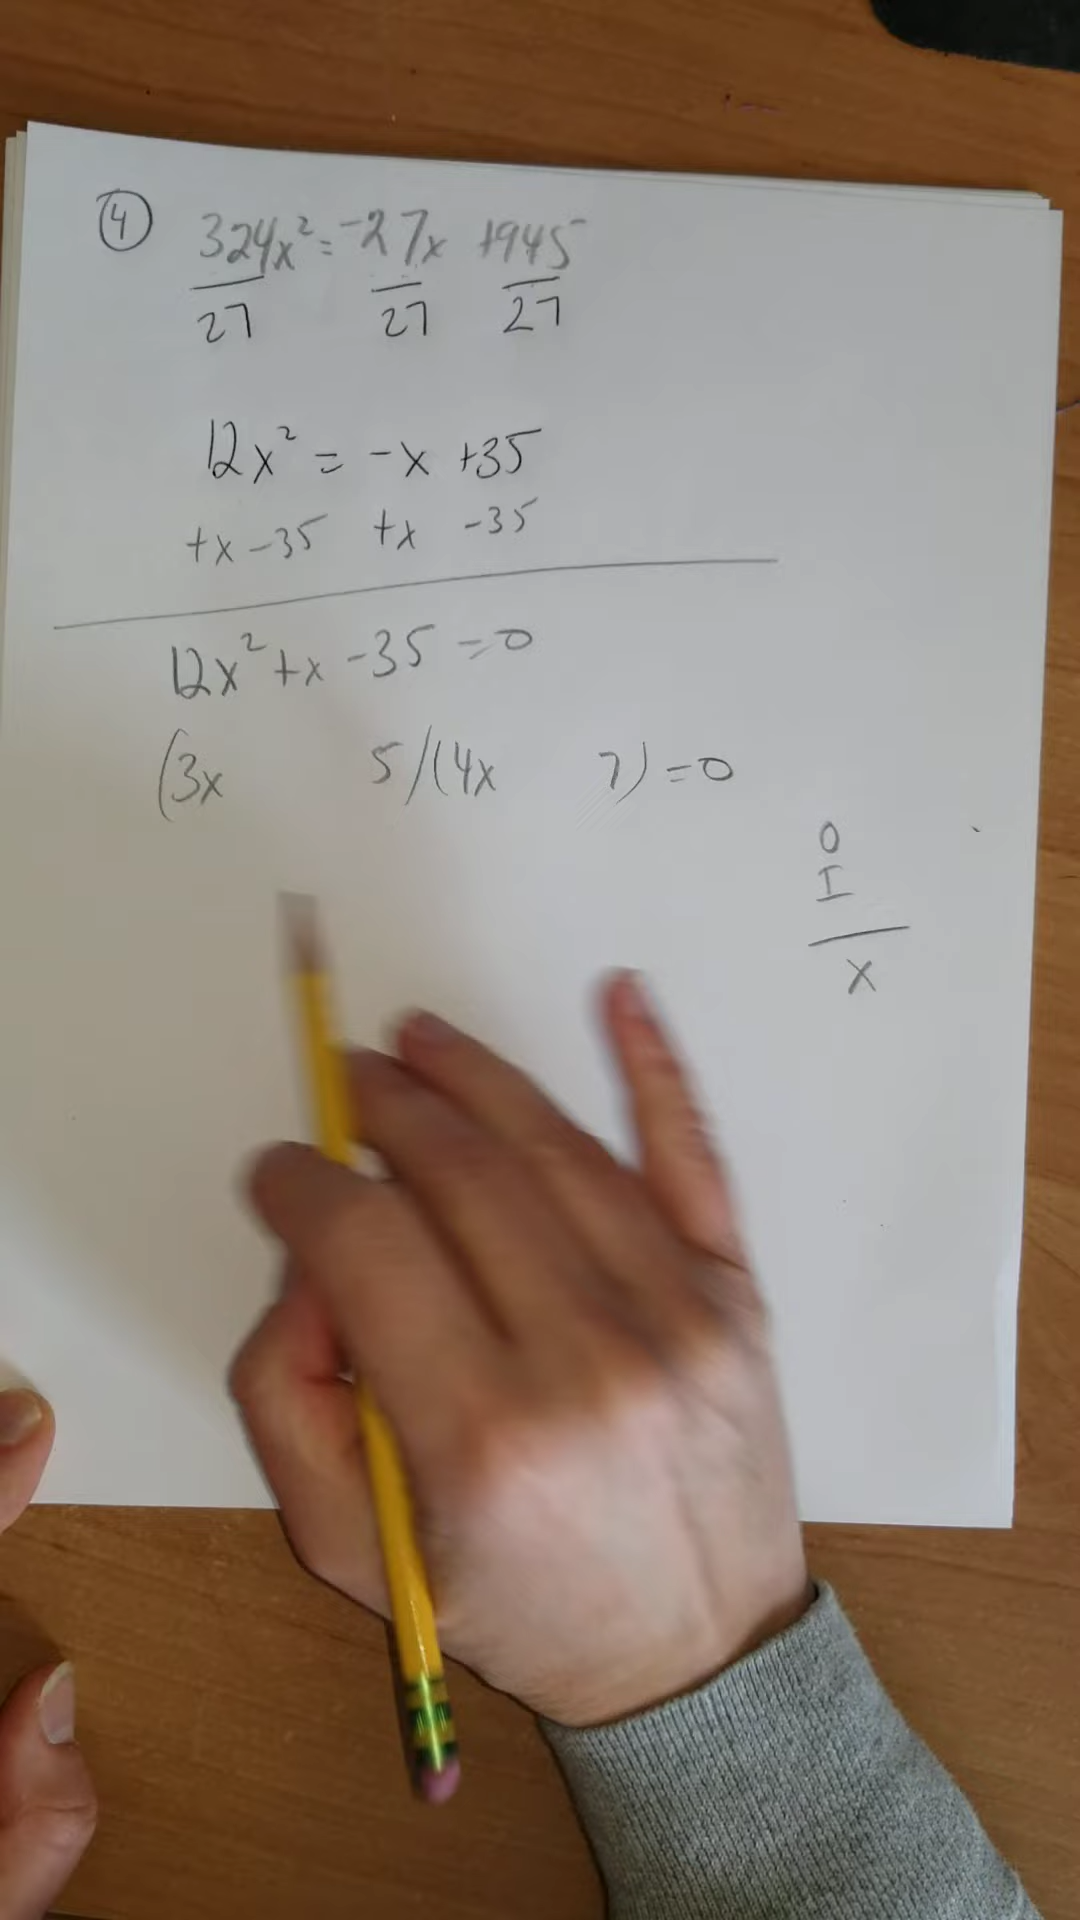 ④ 324x² = -27x +945
27 27 27
12x² = -x +35
+x -35 +x -35
12x² +x -35 =0
(3x 5)(4x 7) =0
O
I
x